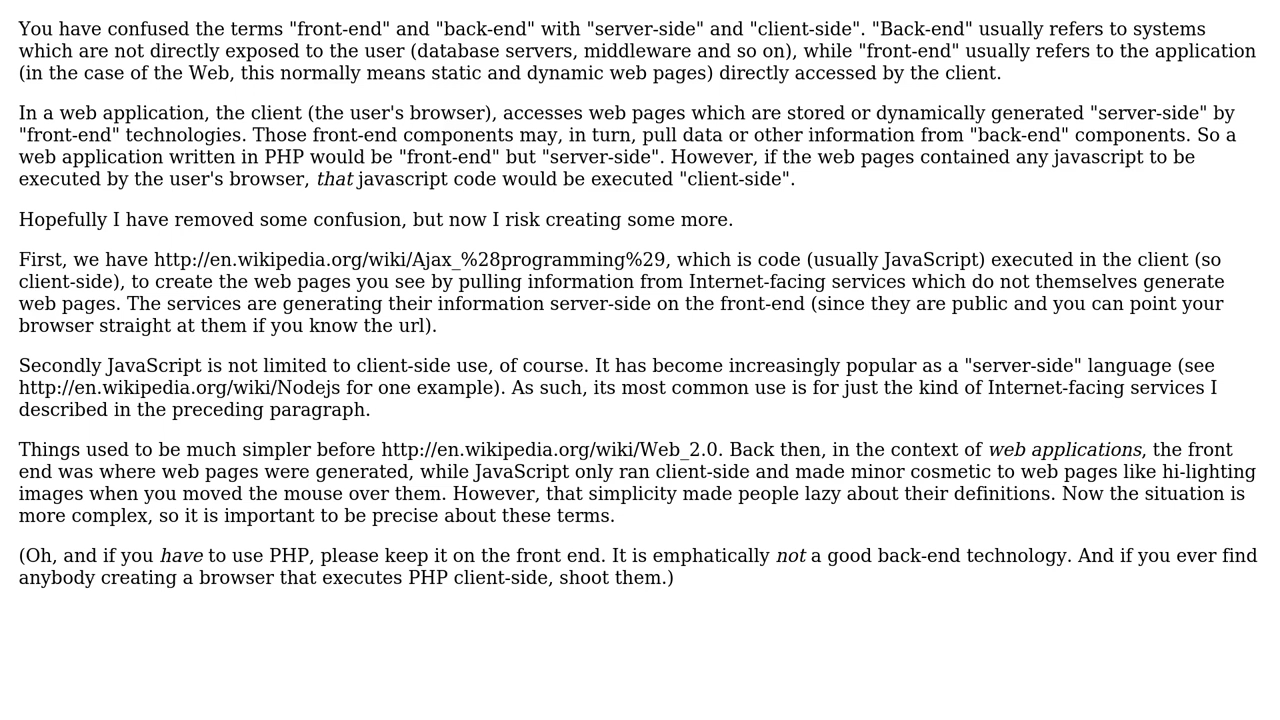 You have confused the terms "front-end" and "back-end" with "server-side" and "client-side". "Back-end" usually refers to systems
which are not directly exposed to the user (database servers, middleware and so on), while "front-end" usually refers to the application
(in the case of the Web, this normally means static and dynamic web pages) directly accessed by the client.
In a web application, the client (the user's browser), accesses web pages which are stored or dynamically generated "server-side" by
"front-end" technologies. Those front-end components may, in turn, pull data or other information from "back-end" components. So a
web application written in PHP would be "front-end" but "server-side". However, if the web pages contained any javascript to be
executed by the user's browser, that javascript code would be executed "client-side".
Hopefully I have removed some confusion, but now I risk creating some more.
First, we have http://en.wikipedia.org/wiki/Ajax_%28programming%29, which is code (usually JavaScript) executed in the client (so
client-side), to create the web pages you see by pulling information from Internet-facing services which do not themselves generate
web pages. The services are generating their information server-side on the front-end (since they are public and you can point your
browser straight at them if you know the url).
Secondly JavaScript is not limited to client-side use, of course. It has become increasingly popular as a "server-side" language (see
http://en.wikipedia.org/wiki/Nodejs for one example). As such, its most common use is for just the kind of Internet-facing services I
described in the preceding paragraph.
Things used to be much simpler before http://en.wikipedia.org/wiki/Web_2.0. Back then, in the context of web applications, the front
end was where web pages were generated, while JavaScript only ran client-side and made minor cosmetic to web pages like hi-lighting
images when you moved the mouse over them. However, that simplicity made people lazy about their definitions. Now the situation is
more complex, so it is important to be precise about these terms.
(Oh, and if you have to use PHP, please keep it on the front end. It is emphatically not a good back-end technology. And if you ever find
anybody creating a browser that executes PHP client-side, shoot them.)